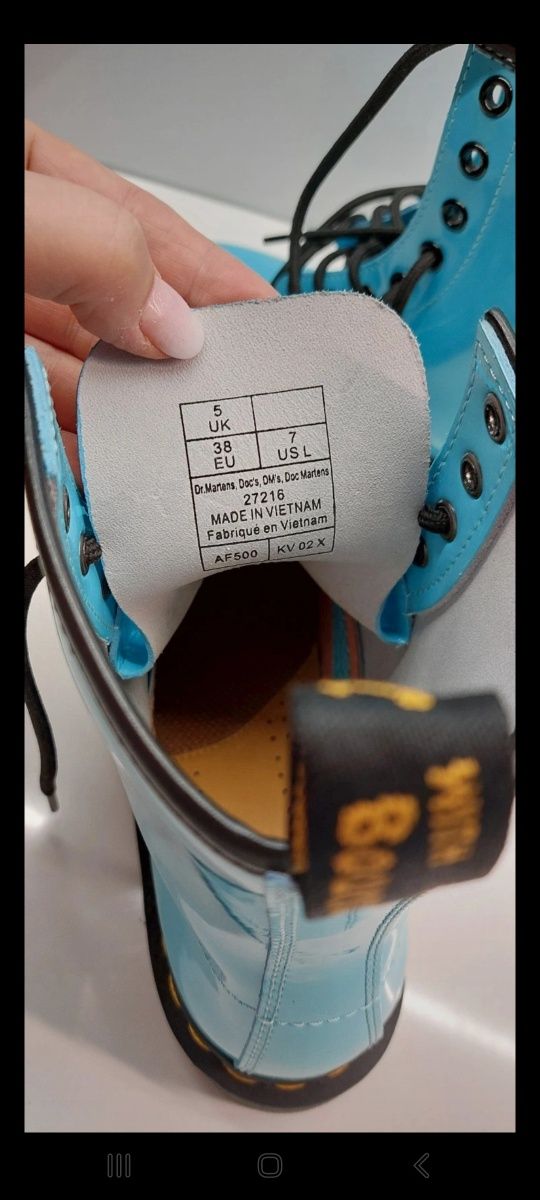 5
UK
38
EU
7
US L
Dr.Martens, Doc's, DM's, Doc Martens
27216
MADE IN VIETNAM
Fabriqué en Vietnam
AF500
KV 02 X
WITH